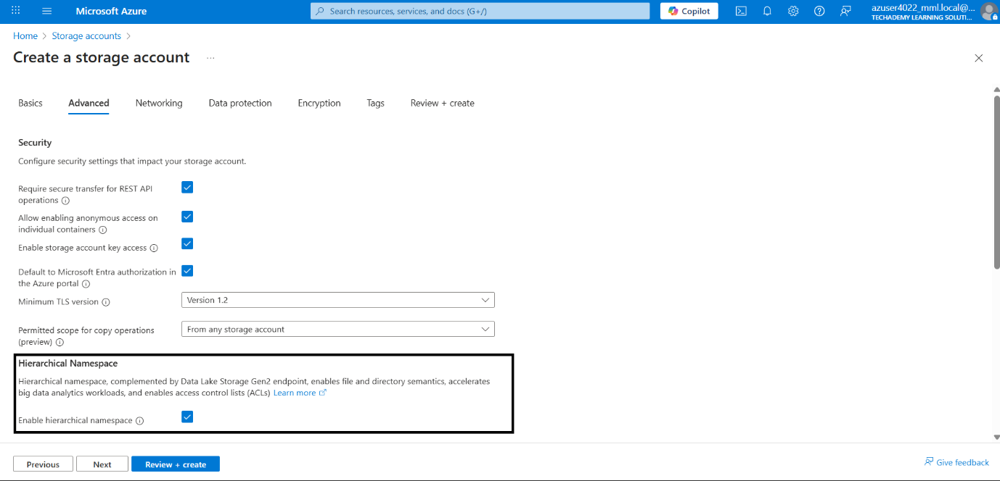 Microsoft Azure
Search resources, services, and docs (G+/)
Copilot
azuser4022_mml.local@...
TECHADEMY LEARNING SOLUTI...
Home > Storage accounts >
Create a storage account ...
Basics Advanced Networking Data protection Encryption Tags Review + create
Security
Configure security settings that impact your storage account.
Require secure transfer for REST API
operations
Allow enabling anonymous access on
individual containers
Enable storage account key access
Default to Microsoft Entra authorization in
the Azure portal
Minimum TLS version
Version 1.2
Permitted scope for copy operations
(preview)
From any storage account
Hierarchical Namespace
Hierarchical namespace, complemented by Data Lake Storage Gen2 endpoint, enables file and directory semantics, accelerates
big data analytics workloads, and enables access control lists (ACLs) Learn more
Enable hierarchical namespace
Previous Next Review + create
Give feedback